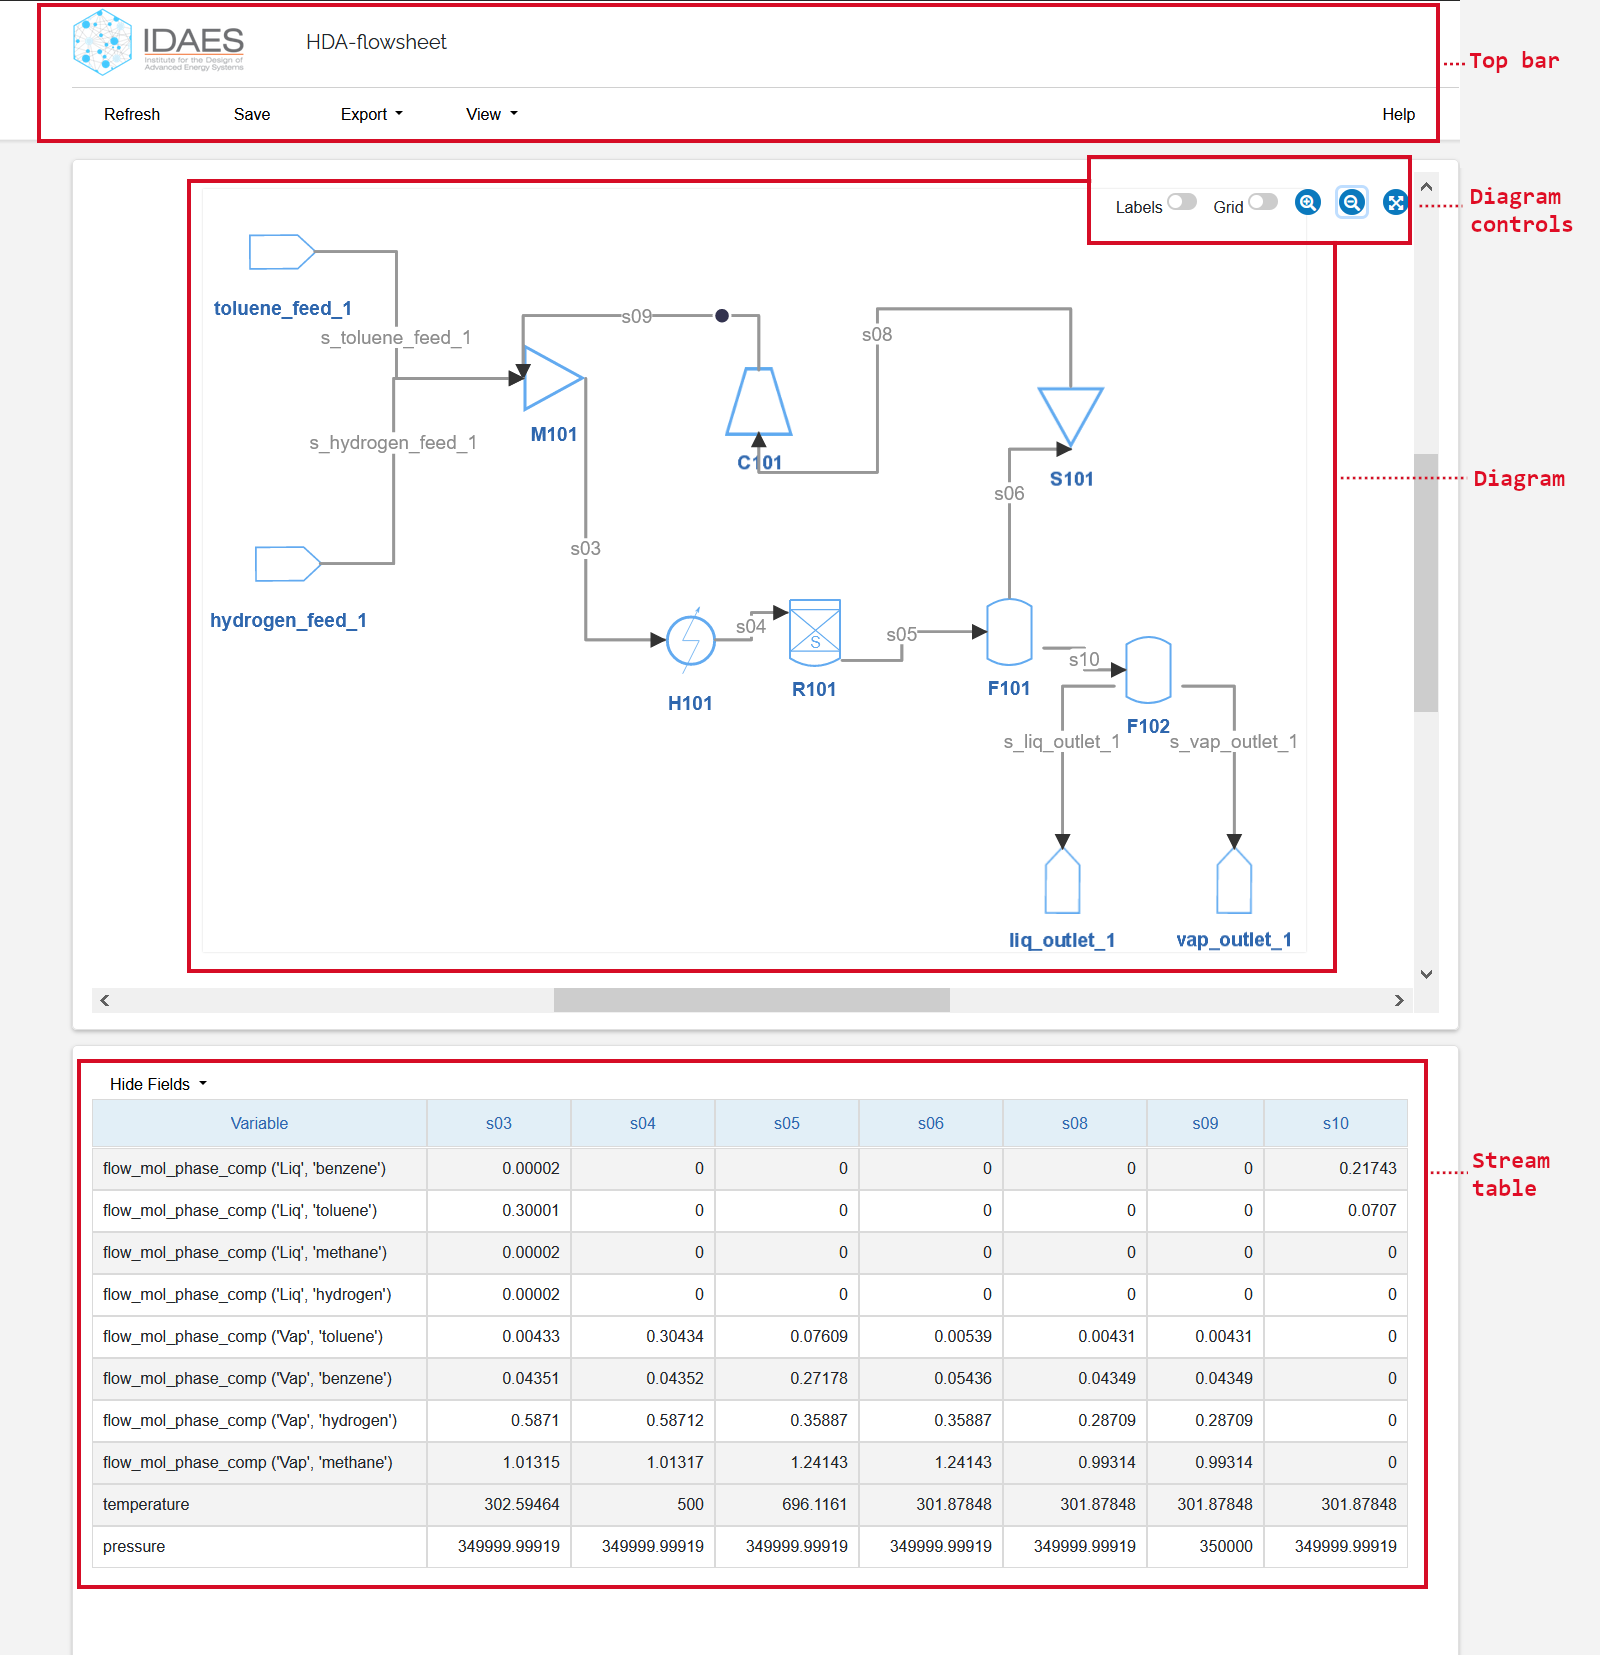 IDAES
Institute for the Design of
Advanced Energy Systems
HDA-flowsheet
Top bar
Refresh Save Export View Help
Labels Grid
Diagram
controls
toluene_feed_1
s_toluene_feed_1
s09
s08
M101
s_hydrogen_feed_1
C101
S101
Diagram
s06
s03
hydrogen_feed_1
s04
S
s05
s10
H101
R101
F101
F102
s_liq_outlet_1
s_vap_outlet_1
liq_outlet_1
vap_outlet_1
Hide Fields
Variable s03 s04 s05 s06 s08 s09 s10
flow_mol_phase_comp ('Liq', 'benzene') 0.00002 0 0 0 0 0 0.21743
Stream
table
flow_mol_phase_comp ('Liq', 'toluene') 0.30001 0 0 0 0 0 0.0707
flow_mol_phase_comp ('Liq', 'methane') 0.00002 0 0 0 0 0 0
flow_mol_phase_comp ('Liq', 'hydrogen') 0.00002 0 0 0 0 0 0
flow_mol_phase_comp ('Vap', 'toluene') 0.00433 0.30434 0.07609 0.00539 0.00431 0.00431 0
flow_mol_phase_comp ('Vap', 'benzene') 0.04351 0.04352 0.27178 0.05436 0.04349 0.04349 0
flow_mol_phase_comp ('Vap', 'hydrogen') 0.5871 0.58712 0.35887 0.35887 0.28709 0.28709 0
flow_mol_phase_comp ('Vap', 'methane') 1.01315 1.01317 1.24143 1.24143 0.99314 0.99314 0
temperature 302.59464 500 696.1161 301.87848 301.87848 301.87848 301.87848
pressure 349999.99919 349999.99919 349999.99919 349999.99919 349999.99919 350000 349999.99919